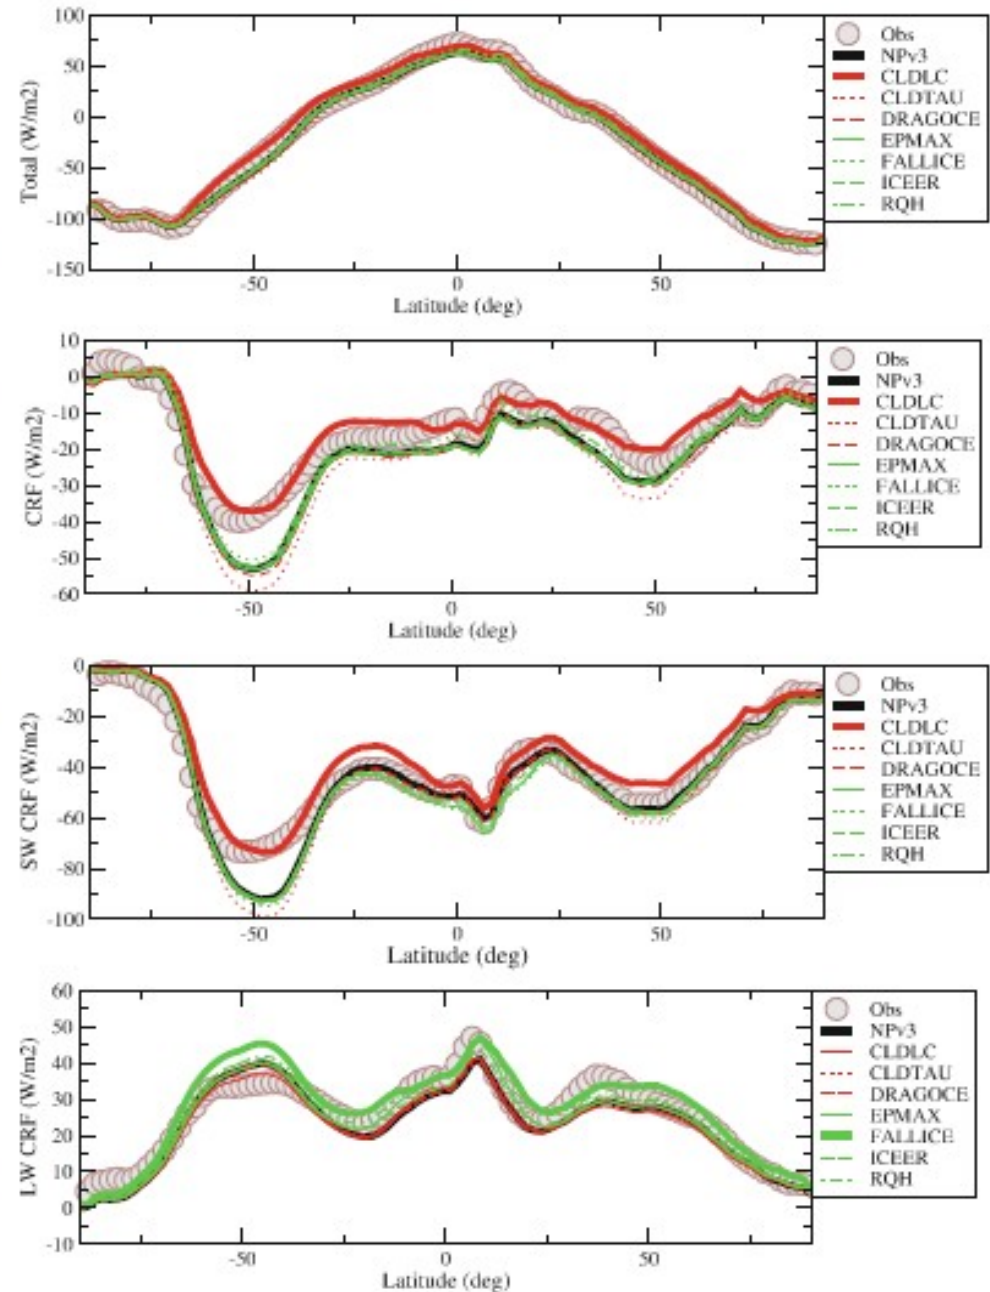 100
50
0
-50
-100
-150
Total (W/m2)
-50
0
50
Latitude (deg)
Obs
NPv3
CLDLC
CLDTAU
DRAGOCE
EPMAX
FALLICE
ICEER
RQH
10
0
-10
-20
-30
-40
-50
-60
CRF (W/m2)
-50
0
50
Latitude (deg)
Obs
NPv3
CLDLC
CLDTAU
DRAGOCE
EPMAX
FALLICE
ICEER
RQH
0
-20
-40
-60
-80
-100
SW CRF (W/m2)
-50
0
50
Latitude (deg)
Obs
NPv3
CLDLC
CLDTAU
DRAGOCE
EPMAX
FALLICE
ICEER
RQH
60
50
40
30
20
10
0
-10
LW CRF (W/m2)
-50
0
50
Latitude (deg)
Obs
NPv3
CLDLC
CLDTAU
DRAGOCE
EPMAX
FALLICE
ICEER
RQH